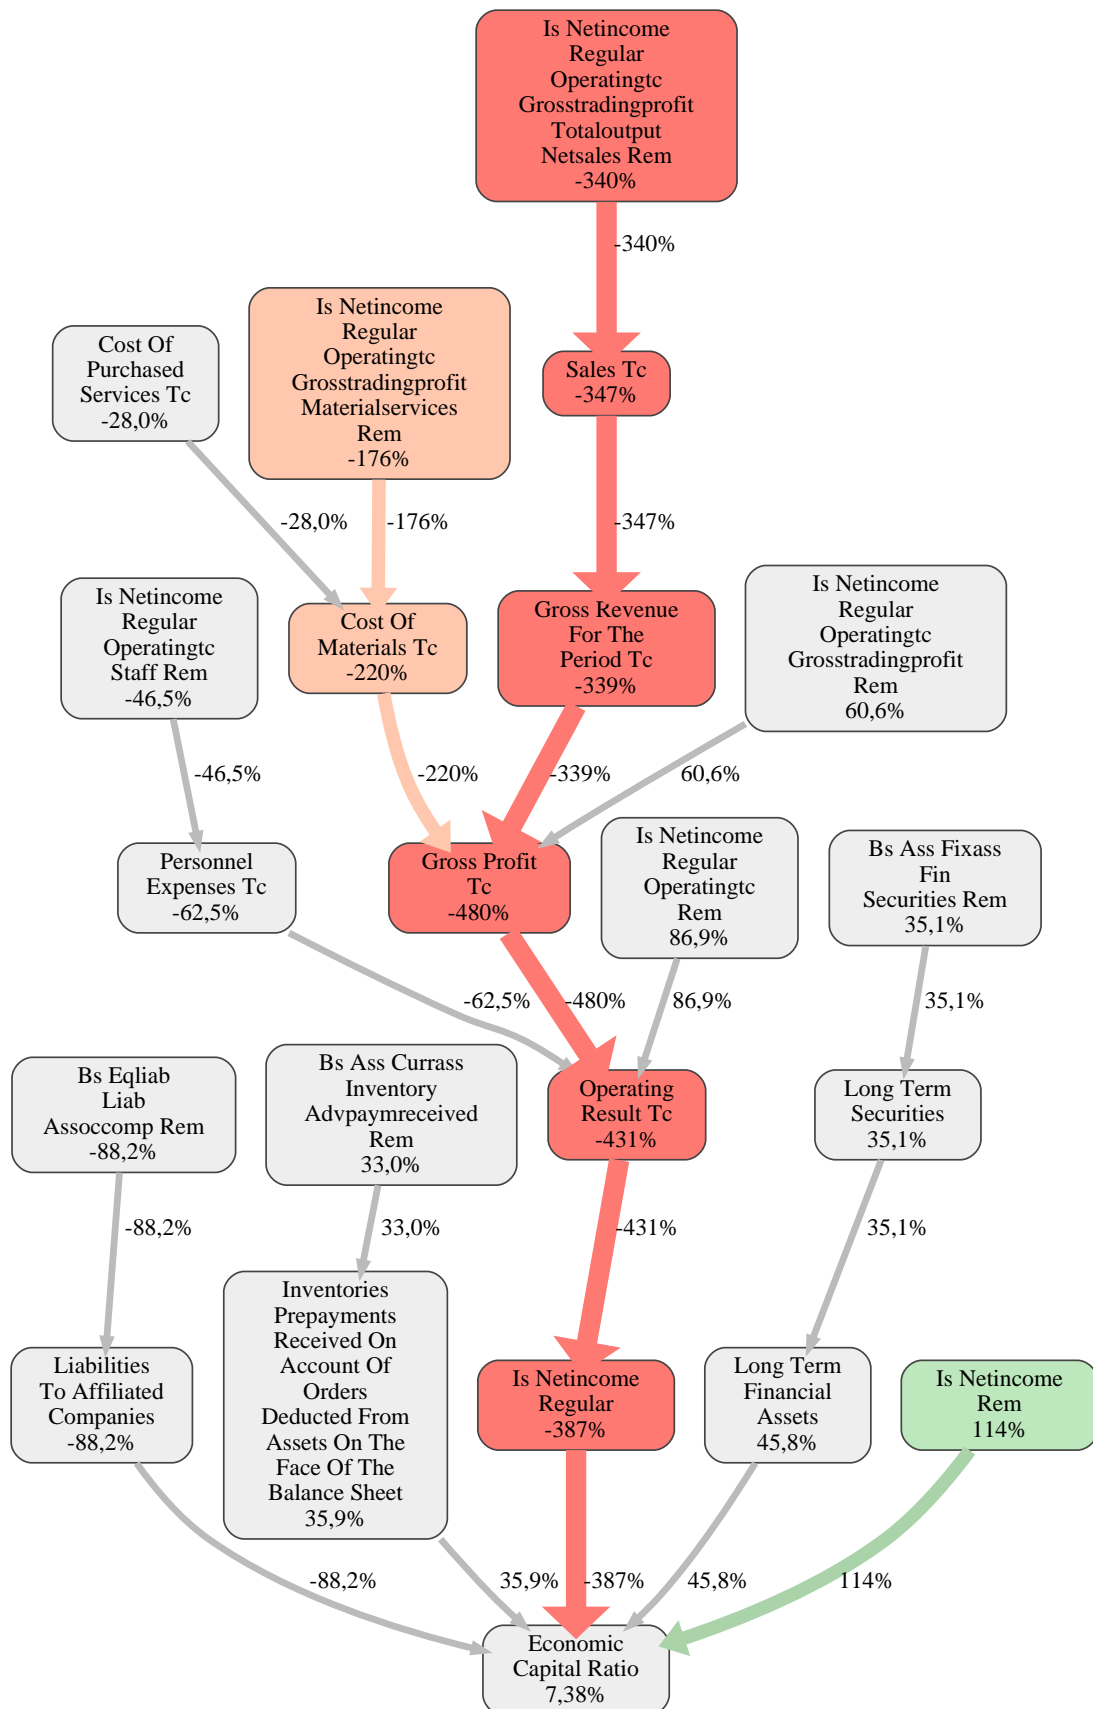 Is Netincome
Regular
Operatingtc
Grosstradingprofit
Totaloutput
Netsales Rem
-340%
-340%
Is Netincome
Regular
Operatingtc
Grosstradingprofit
Materialservices
Rem
-176%
Cost Of
Purchased
Services Tc
-28,0%
Sales Tc
-347%
-28,0%
-176%
-347%
Is Netincome
Regular
Operatingtc
Staff Rem
-46,5%
Cost Of
Materials Tc
-220%
Gross Revenue
For The
Period Tc
-339%
Is Netincome
Regular
Operatingtc
Grosstradingprofit
Rem
60,6%
-46,5%
-220%
-339%
60,6%
Personnel
Expenses Tc
-62,5%
Gross Profit
Tc
-480%
Is Netincome
Regular
Operatingtc
Rem
86,9%
Bs Ass Fixass
Fin
Securities Rem
35,1%
-62,5%
-480%
86,9%
35,1%
Bs Eqliab
Liab
Assoccomp Rem
-88,2%
Bs Ass Currass
Inventory
Advpaymreceived
Rem
33,0%
Operating
Result Tc
-431%
Long Term
Securities
35,1%
-88,2%
33,0%
-431%
35,1%
Liabilities
To Affiliated
Companies
-88,2%
Inventories
Prepayments
Received On
Account Of
Orders
Deducted From
Assets On The
Face Of The
Balance Sheet
35,9%
Is Netincome
Regular
-387%
Long Term
Financial
Assets
45,8%
Is Netincome
Rem
114%
-88,2%
35,9%
-387%
45,8%
114%
Economic
Capital Ratio
7,38%